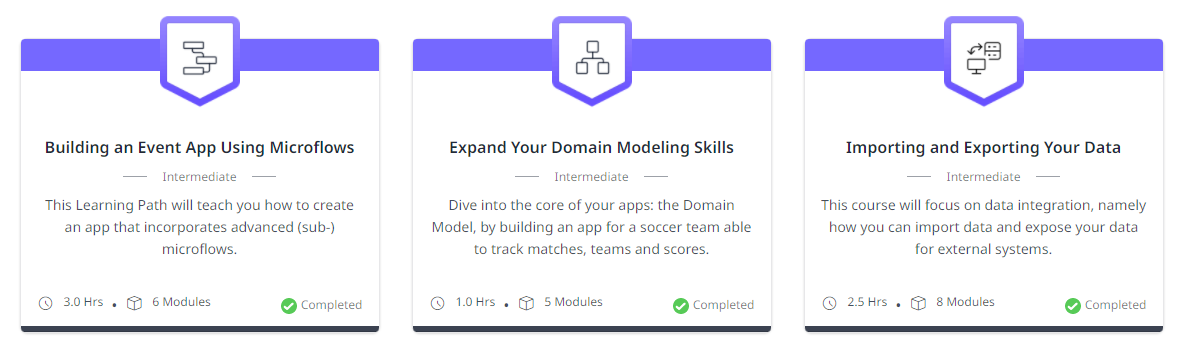 Building an Event App Using Microflows
Intermediate
This Learning Path will teach you how to create
an app that incorporates advanced (sub-)
microflows.
3.0 Hrs • 6 Modules
Completed
Expand Your Domain Modeling Skills
Intermediate
Dive into the core of your apps: the Domain
Model, by building an app for a soccer team able
to track matches, teams and scores.
1.0 Hrs • 5 Modules
Completed
Importing and Exporting Your Data
Intermediate
This course will focus on data integration, namely
how you can import data and expose your data
for external systems.
2.5 Hrs • 8 Modules
Completed